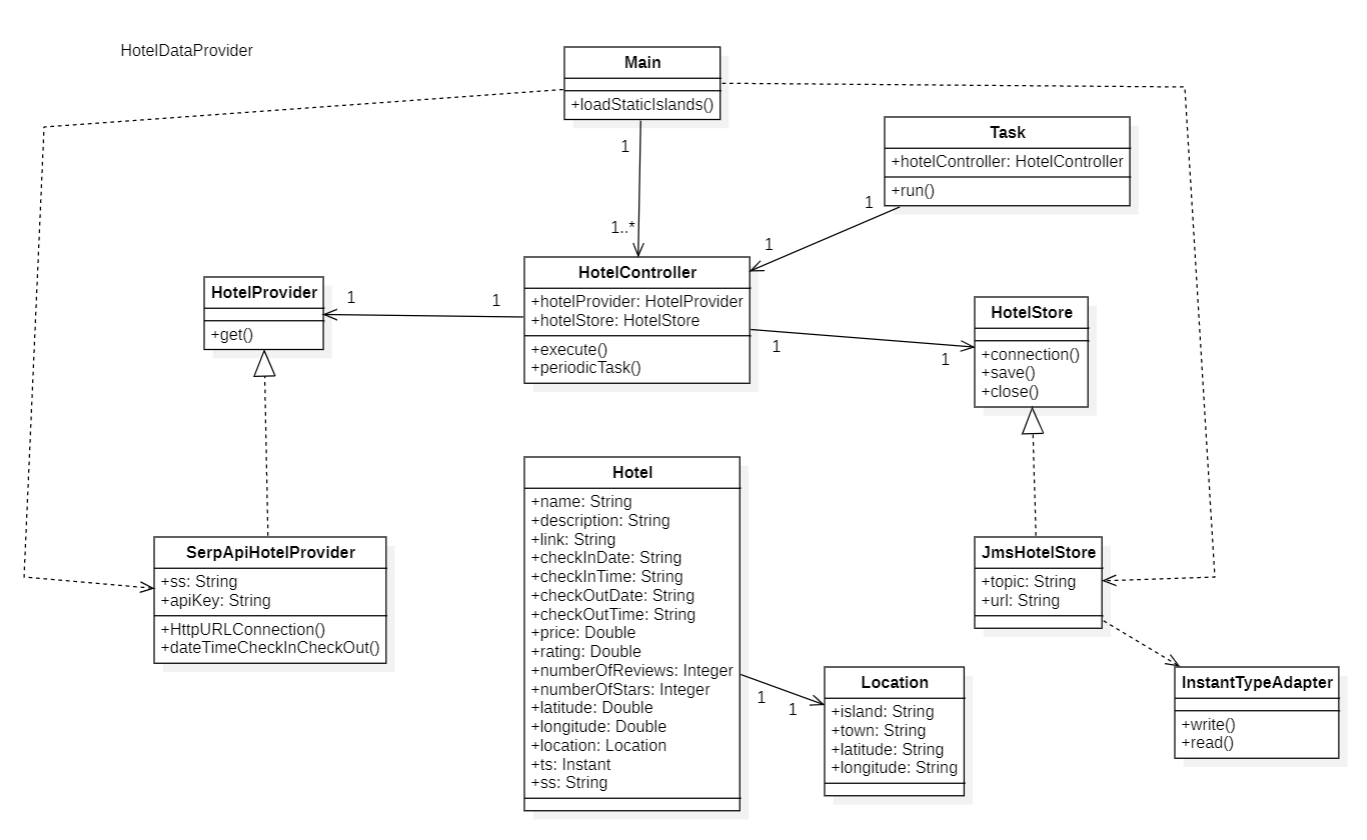 HotelDataProvider
Main
+loadStaticIslands()
Task
+hotelController: HotelController
+run()
1
1..*
1
1
HotelController
+hotelProvider: HotelProvider
+hotelStore: HotelStore
+execute()
+periodicTask()
HotelProvider
+get()
1
1
HotelStore
+connection()
+save()
+close()
1
1
Hotel
+name: String
+description: String
+link: String
+checkInDate: String
+checkInTime: String
+checkOutDate: String
+checkOutTime: String
+price: Double
+rating: Double
+numberOfReviews: Integer
+numberOfStars: Integer
+latitude: Double
+longitude: Double
+location: Location
+ts: Instant
+ss: String
SerpApiHotelProvider
+ss: String
+apiKey: String
+HttpURLConnection()
+dateTimeCheckInCheckOut()
JmsHotelStore
+topic: String
+url: String
1
1
Location
+island: String
+town: String
+latitude: String
+longitude: String
InstantTypeAdapter
+write()
+read()